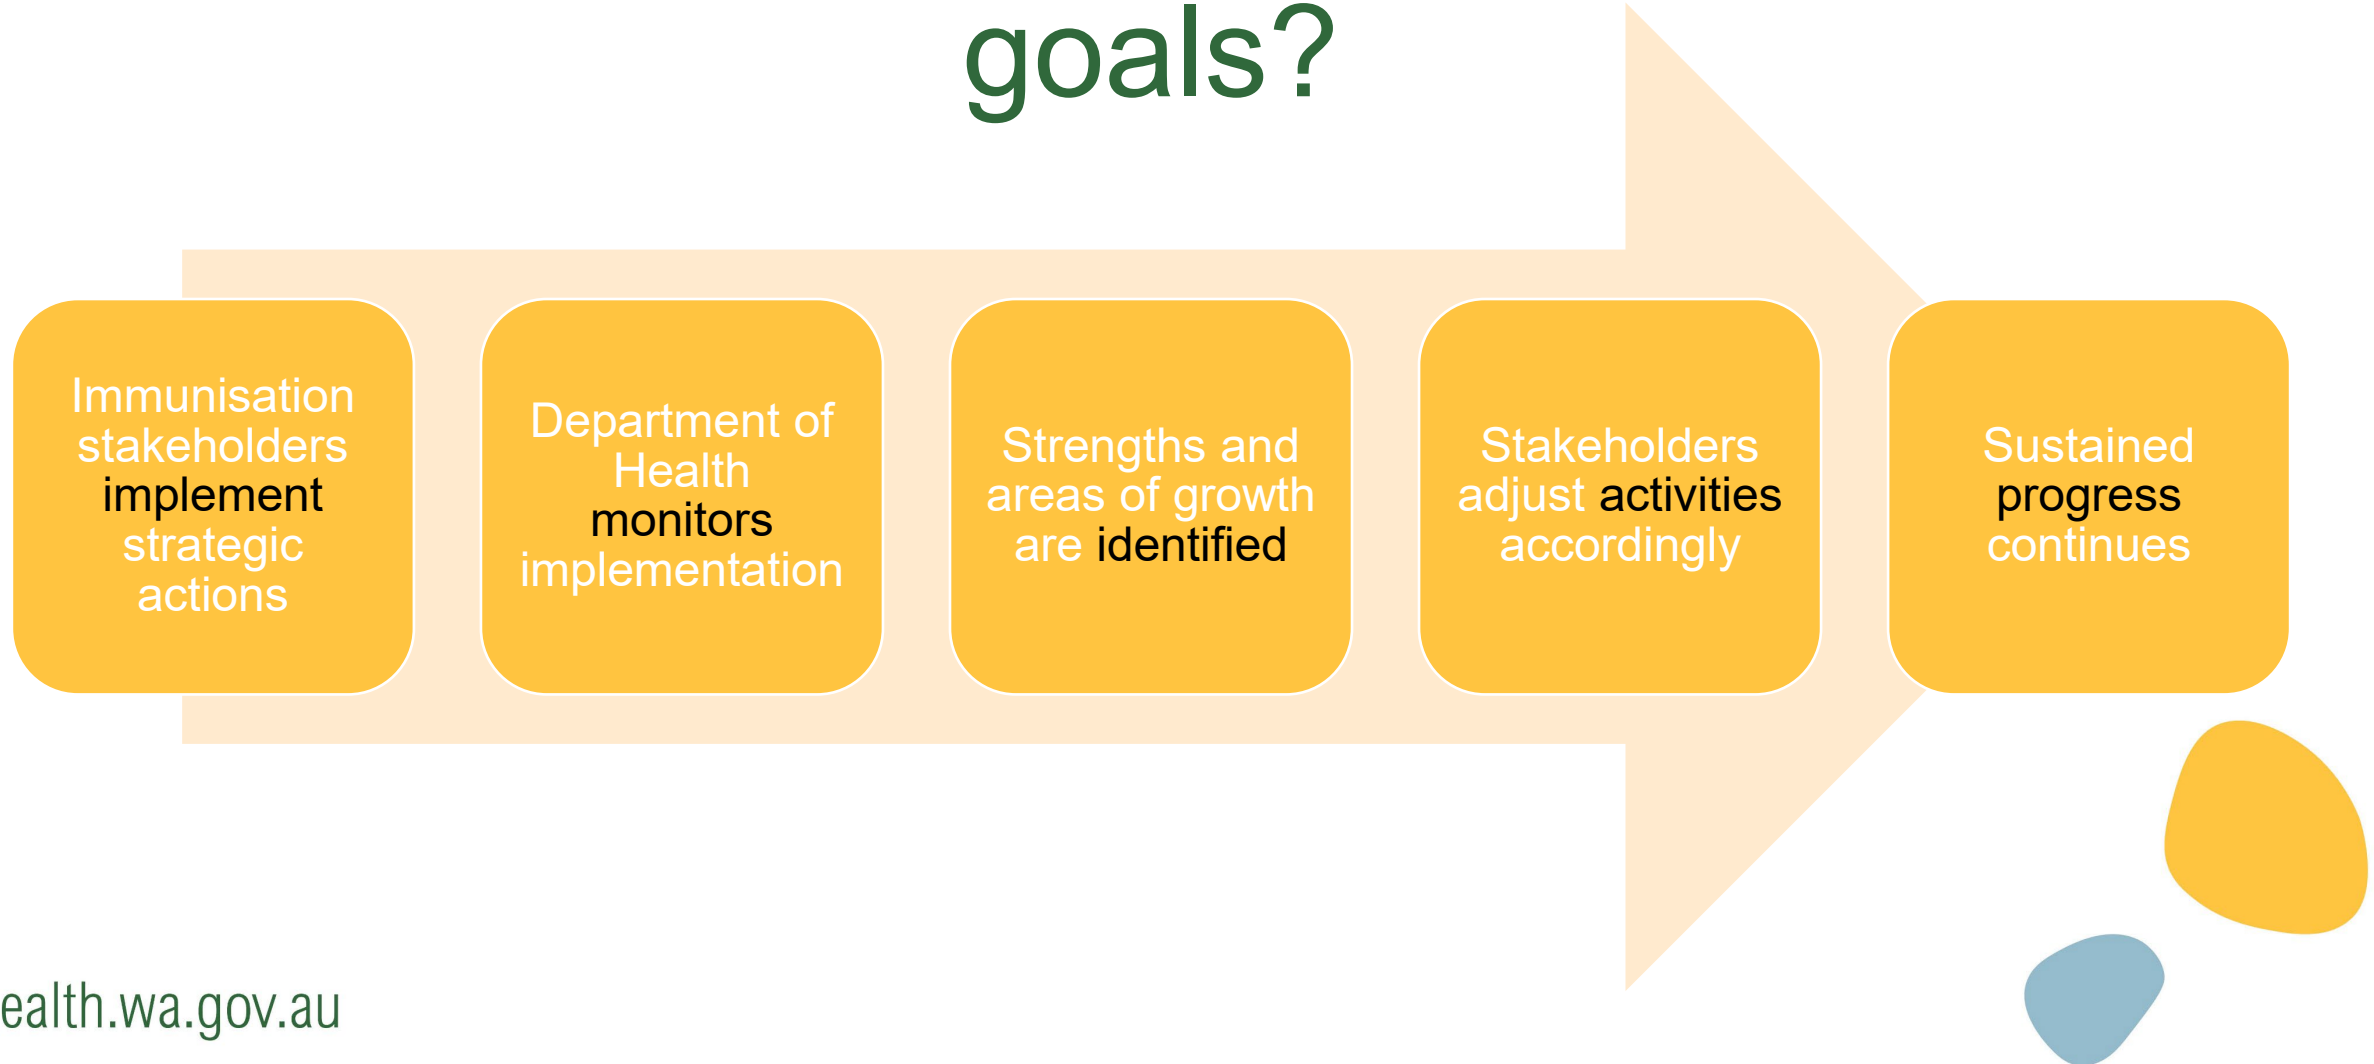 goals?
Immunisation
stakeholders
implement
strategic
actions
Department of
Health
monitors
implementation
Strengths and
areas of growth
are identified
Stakeholders
adjust activities
accordingly
Sustained
progress
continues
ealth.wa.gov.au